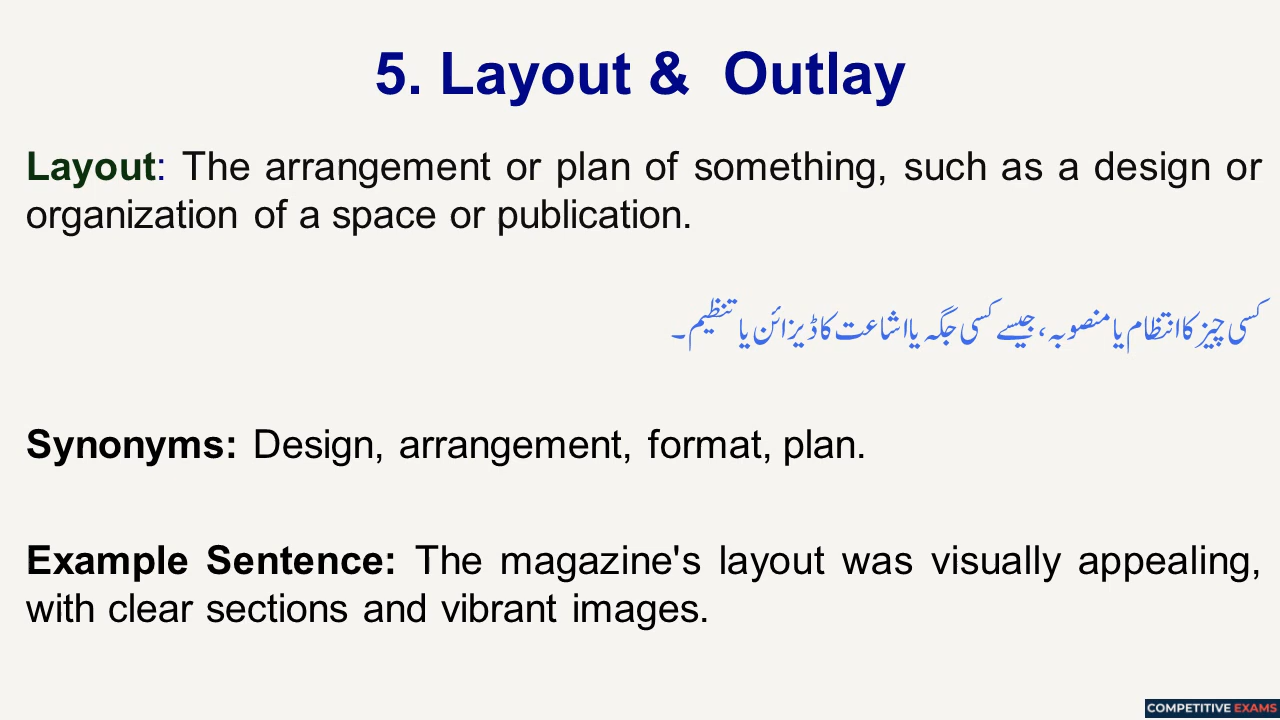 5. Layout & Outlay
Layout: The arrangement or plan of something, such as a design or
organization of a space or publication.
کسی چیز کا انتظام یا منصوبہ، جیسے کسی جگہ یا اشاعت کا ڈیزائن یا تنظیم۔
Synonyms: Design, arrangement, format, plan.
Example Sentence: The magazine's layout was visually appealing,
with clear sections and vibrant images.
COMPETITIVE EXAMS